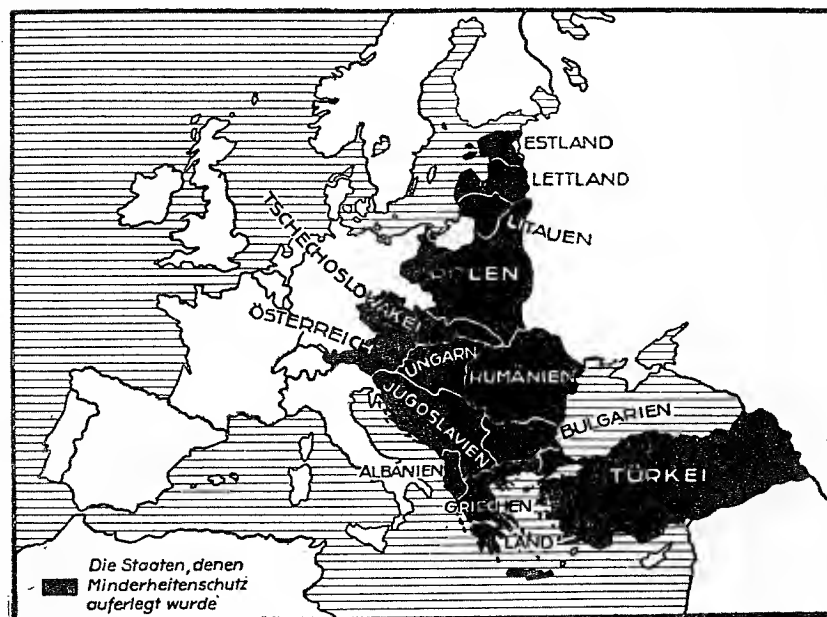 ESTLAND
LETTLAND
LITAUEN
POLEN
TSCHECHOSLOWAKEI
ÖSTERREICH
UNGARN
RUMÄNIEN
JUGOSLAVIEN
BULGARIEN
ALBANIEN
TÜRKEI
GRIECHEN
LAND
Die Staaten, denen
Minderheitenschutz
auferlegt wurde